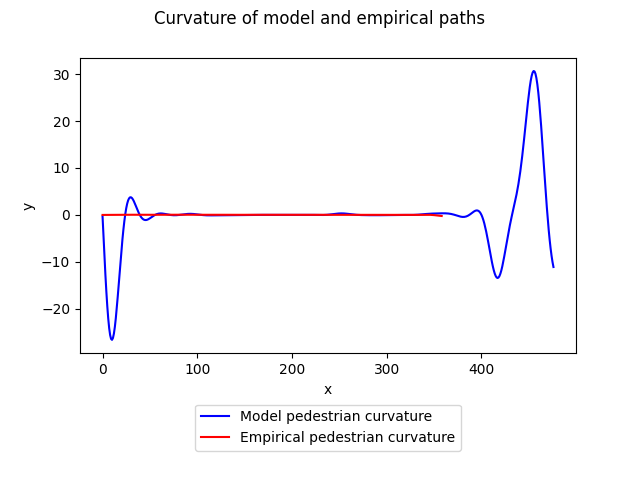 Curvature of model and empirical paths
30
20
10
0
−10
−20
y
0 100 200 300 400
x
Model pedestrian curvature
Empirical pedestrian curvature